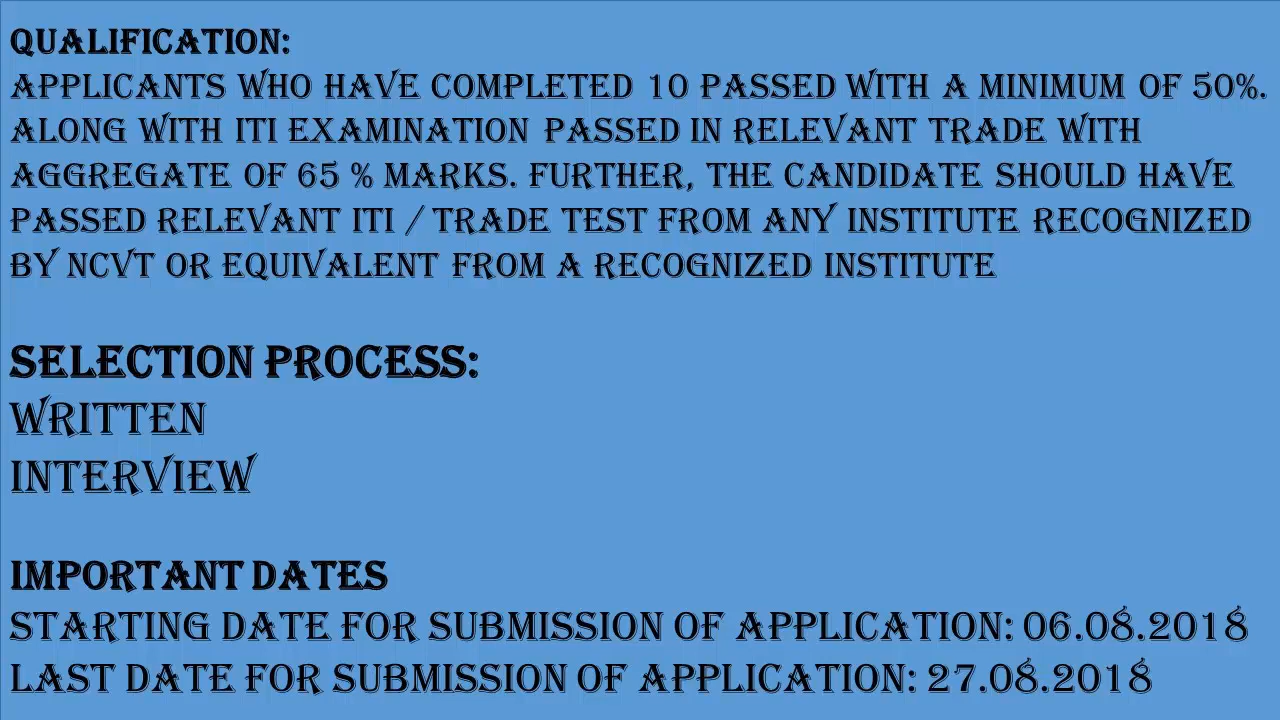 QUALIFICATION:
APPLICANTS WHO HAVE COMPLETED 10 PASSED WITH A MINIMUM OF 50%.
ALONG WITH ITI EXAMINATION PASSED IN RELEVANT TRADE WITH
AGGREGATE OF 65 % MARKS. FURTHER, THE CANDIDATE SHOULD HAVE
PASSED RELEVANT ITI / TRADE TEST FROM ANY INSTITUTE RECOGNIZED
BY NCVT OR EQUIVALENT FROM A RECOGNIZED INSTITUTE
SELECTION PROCESS:
WRITTEN
INTERVIEW
IMPORTANT DATES
STARTING DATE FOR SUBMISSION OF APPLICATION: 06.08.2018
LAST DATE FOR SUBMISSION OF APPLICATION: 27.08.2018